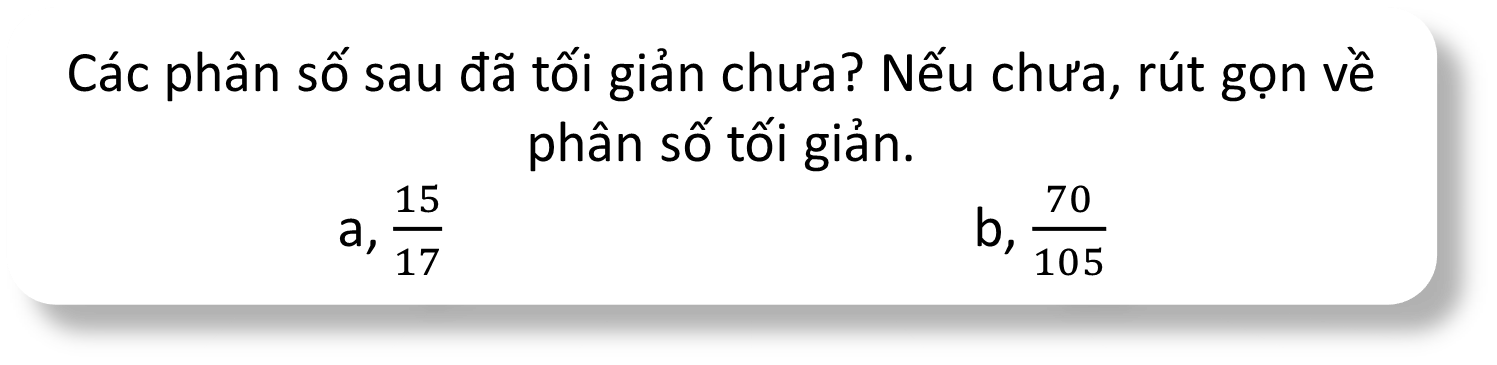 Các phân số sau đã tối giản chưa? Nếu chưa, rút gọn về
phân số tối giản.
a, 15/17 b, 70/105